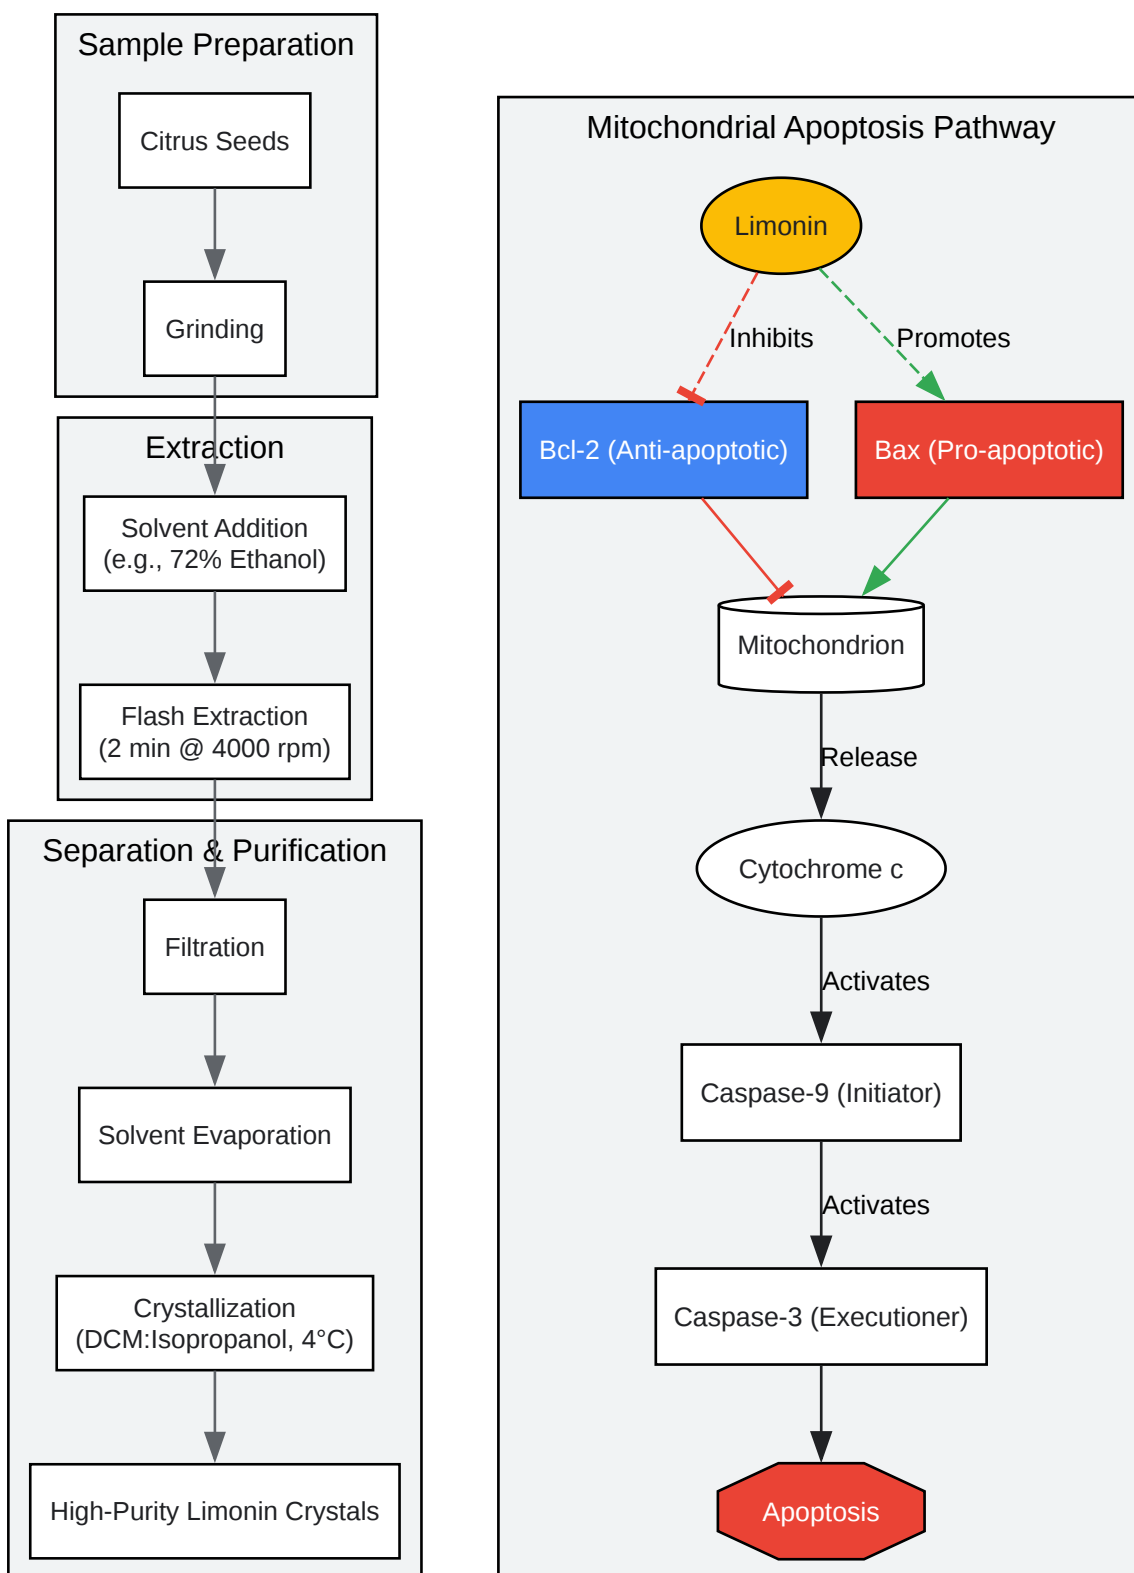 Sample Preparation
Citrus Seeds
Grinding
Extraction
Solvent Addition
(e.g., 72% Ethanol)
Flash Extraction
(2 min @ 4000 rpm)
Separation & Purification
Filtration
Solvent Evaporation
Crystallization
(DCM:Isopropanol, 4°C)
High-Purity Limonin Crystals
Mitochondrial Apoptosis Pathway
Limonin
Inhibits
Promotes
Bcl-2 (Anti-apoptotic)
Bax (Pro-apoptotic)
Mitochondrion
Release
Cytochrome c
Activates
Caspase-9 (Initiator)
Activates
Caspase-3 (Executioner)
Apoptosis